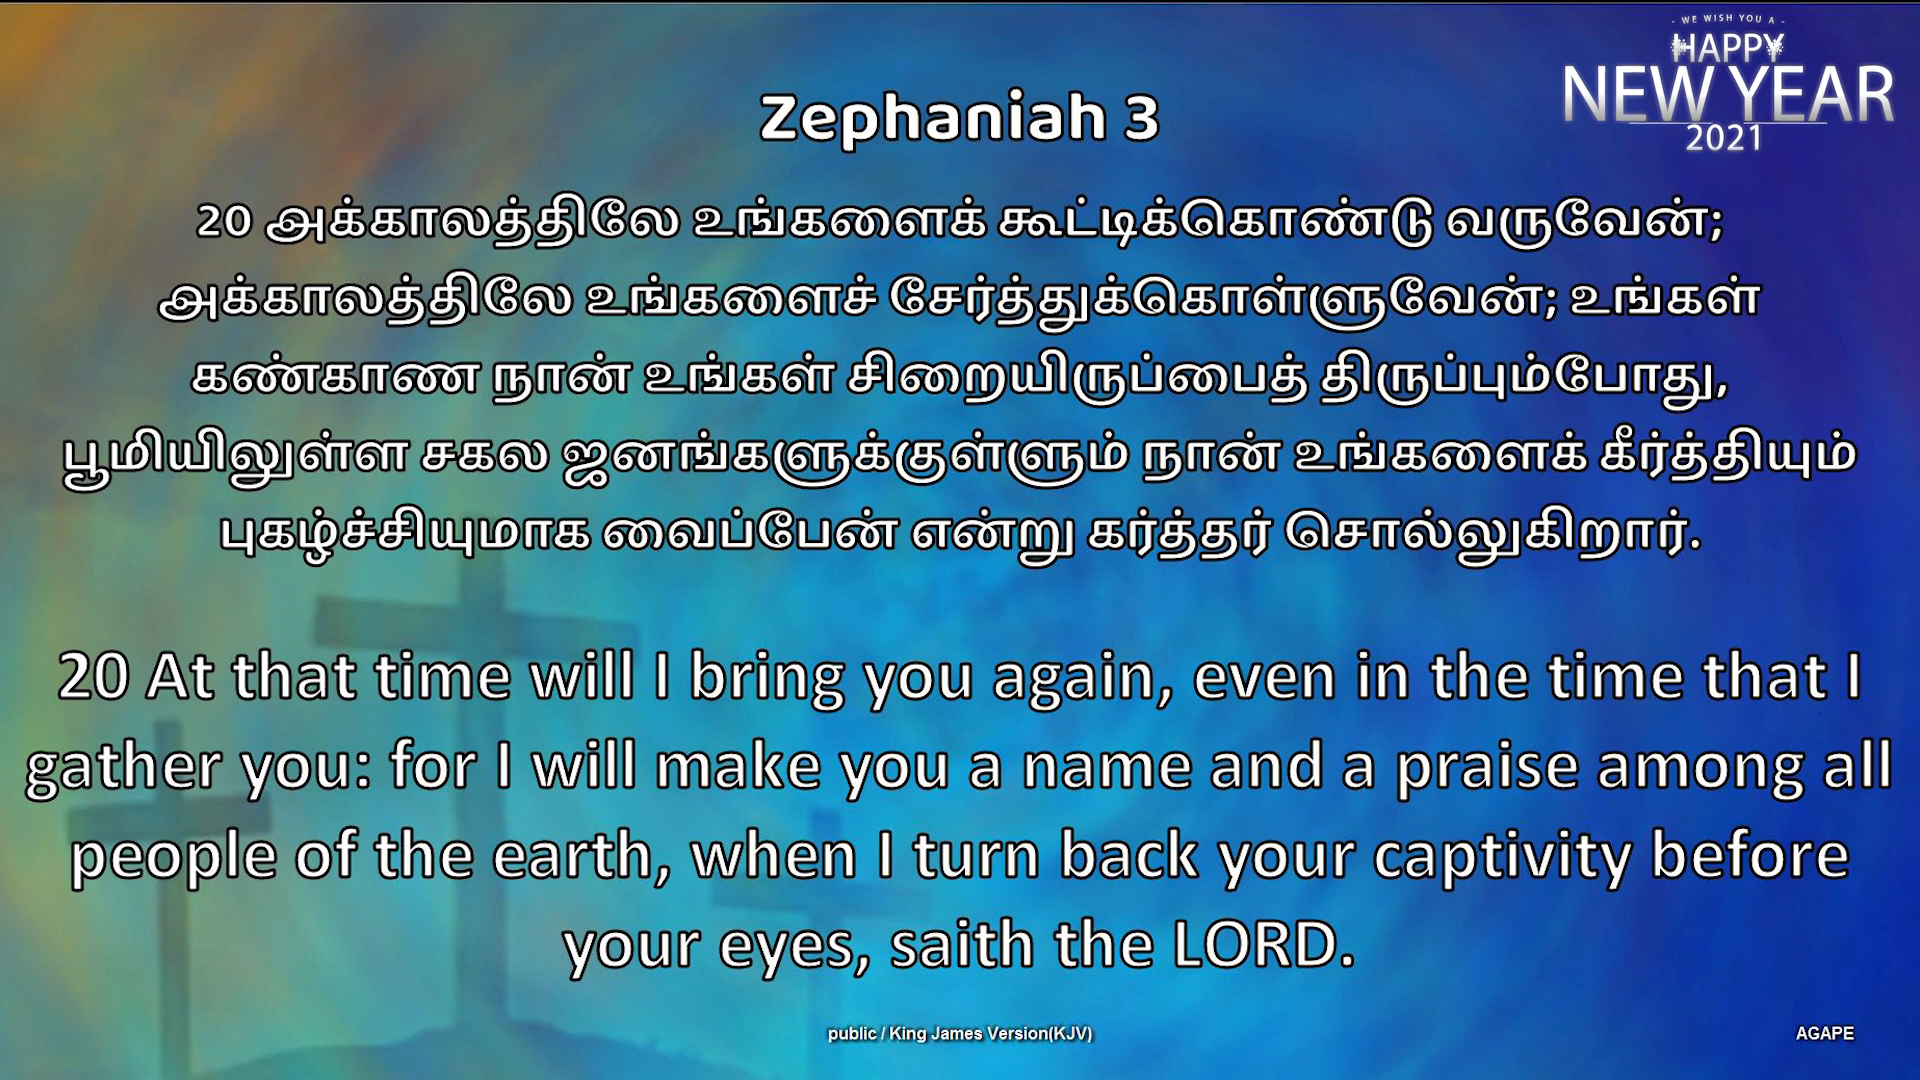 - WE WISH YOU A -
HAPPY
NEW YEAR
2021
Zephaniah 3
20 அக்காலத்திலே உங்களைக் கூட்டிக்கொண்டு வருவேன்;
அக்காலத்திலே உங்களைச் சேர்த்துக்கொள்ளுவேன்; உங்கள்
கண்காண நான் உங்கள் சிறையிருப்பைத் திருப்பும்போது,
பூமியிலுள்ள சகல ஜனங்களுக்குள்ளும் நான் உங்களைக் கீர்த்தியும்
புகழ்ச்சியுமாக வைப்பேன் என்று கர்த்தர் சொல்லுகிறார்.
20 At that time will I bring you again, even in the time that I
gather you: for I will make you a name and a praise among all
people of the earth, when I turn back your captivity before
your eyes, saith the LORD.
public / King James Version(KJV)
AGAPE